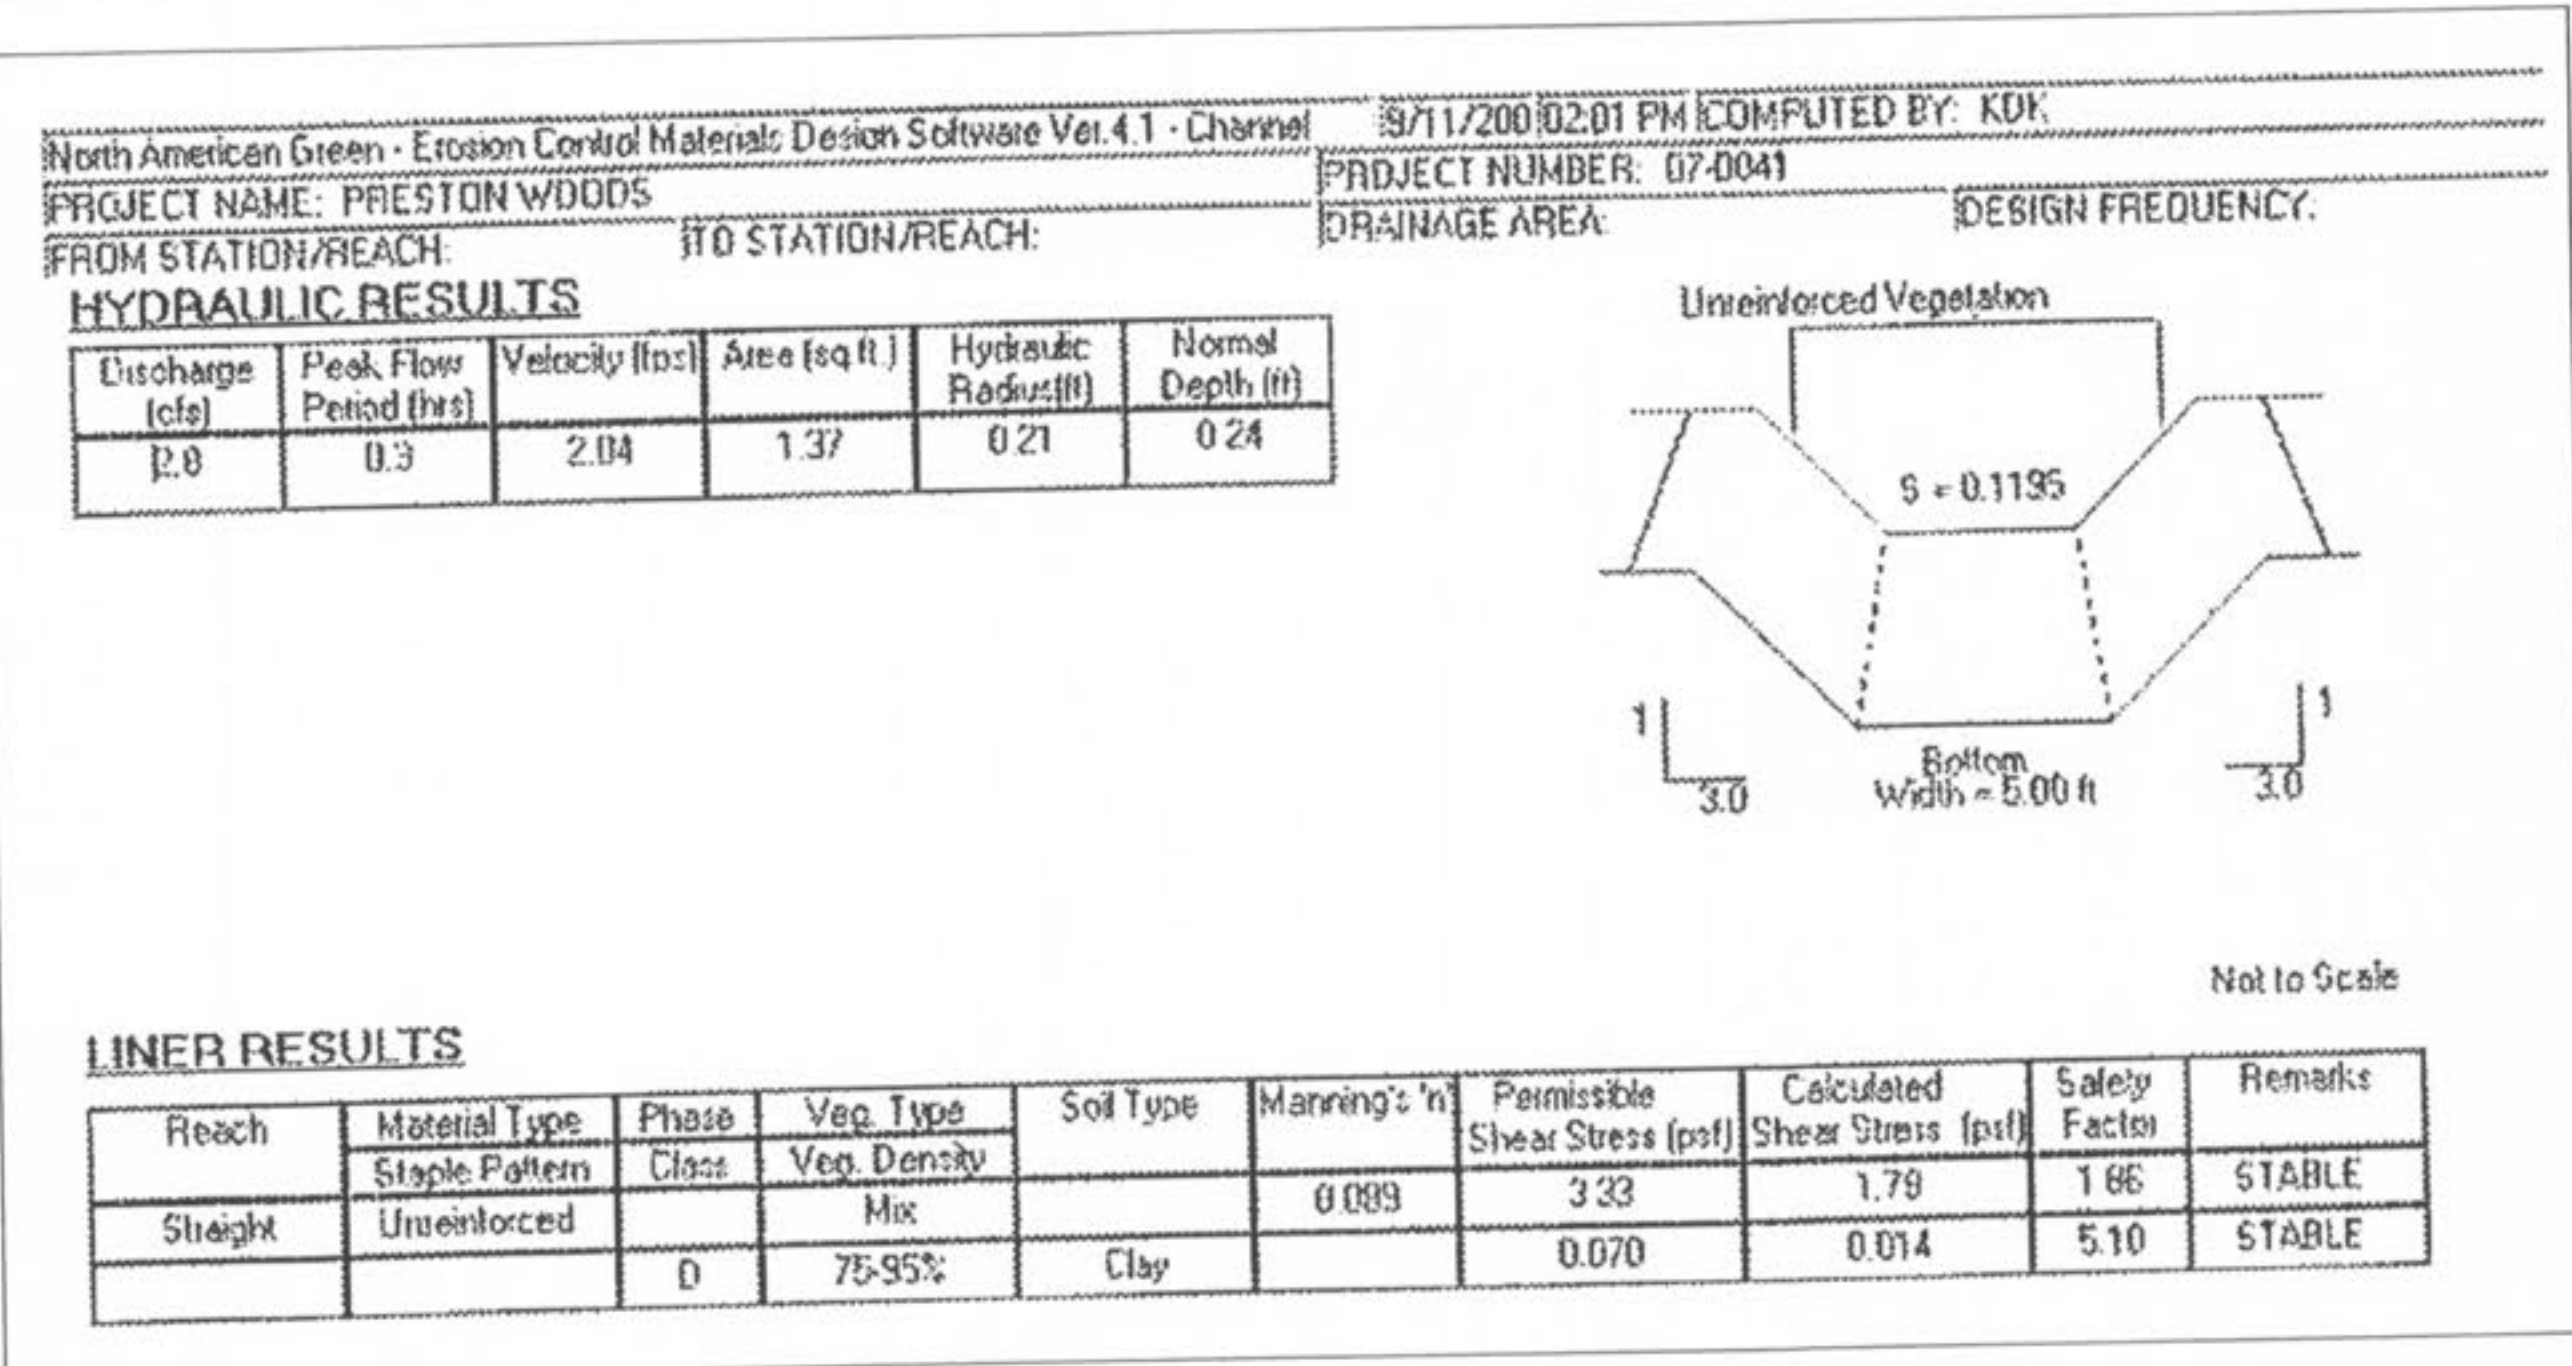 North American Green - Erosion Control Materials Design Software Ver.4.1 - Channel 9/11/200 02:01 PM COMPUTED BY: KDK
PROJECT NAME: PRESTON WOODS PROJECT NUMBER: 07-0041
FROM STATION/REACH: TO STATION/REACH: DRAINAGE AREA: DESIGN FREQUENCY:
HYDRAULIC RESULTS
Discharge (cfs) Peak Flow Period (hrs) Velocity (fps) Area (sq ft.) Hydraulic Radius(ft) Normal Depth (ft)
2.8 0.3 2.04 1.37 0.21 0.24
Unreinforced Vegetation
S = 0.1195
1 3.0
Bottom
Width = 5.00 ft
1 3.0
Not to Scale
LINER RESULTS
Reach Material Type Phase Veg. Type Soil Type Manning's 'n' Permissible Shear Stress (psf) Calculated Shear Stress (psf) Safety Factor Remarks
Staple Pattern Class Veg. Density
Straight Unreinforced Mix 0.089 3.33 1.79 1.86 STABLE
D 75-95% Clay 0.070 0.014 5.10 STABLE